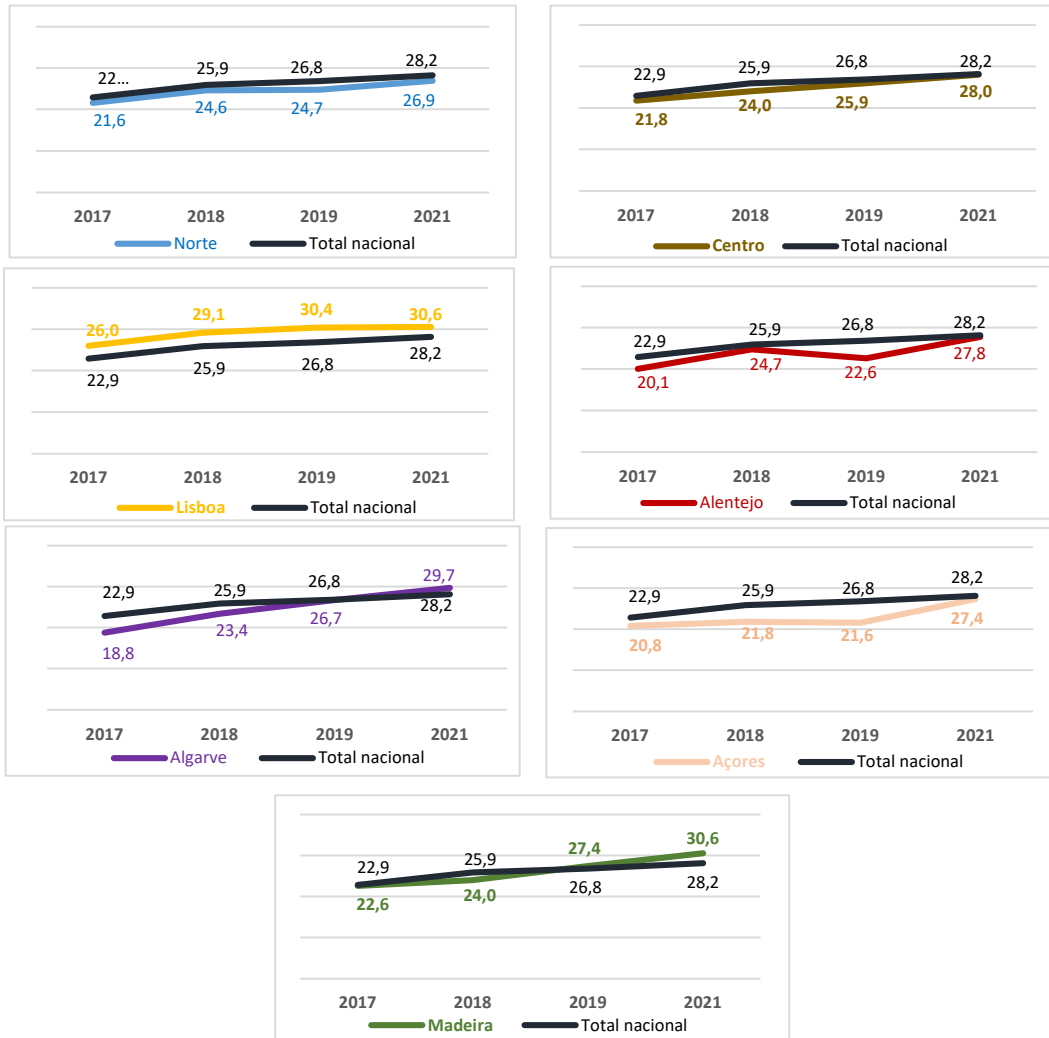 22... 25,9 26,8 28,2
21,6 24,6 24,7 26,9
2017 2018 2019 2021
Norte Total nacional
22,9 25,9 26,8 28,2
21,8 24,0 25,9 28,0
2017 2018 2019 2021
Centro Total nacional
26,0 29,1 30,4 30,6
22,9 25,9 26,8 28,2
2017 2018 2019 2021
Lisboa Total nacional
22,9 25,9 26,8 28,2
20,1 24,7 22,6 27,8
2017 2018 2019 2021
Alentejo Total nacional
22,9 25,9 26,8 29,7
18,8 23,4 26,7 28,2
2017 2018 2019 2021
Algarve Total nacional
22,9 25,9 26,8 28,2
20,8 21,8 21,6 27,4
2017 2018 2019 2021
Açores Total nacional
22,9 25,9 27,4 30,6
22,6 24,0 26,8 28,2
2017 2018 2019 2021
Madeira Total nacional